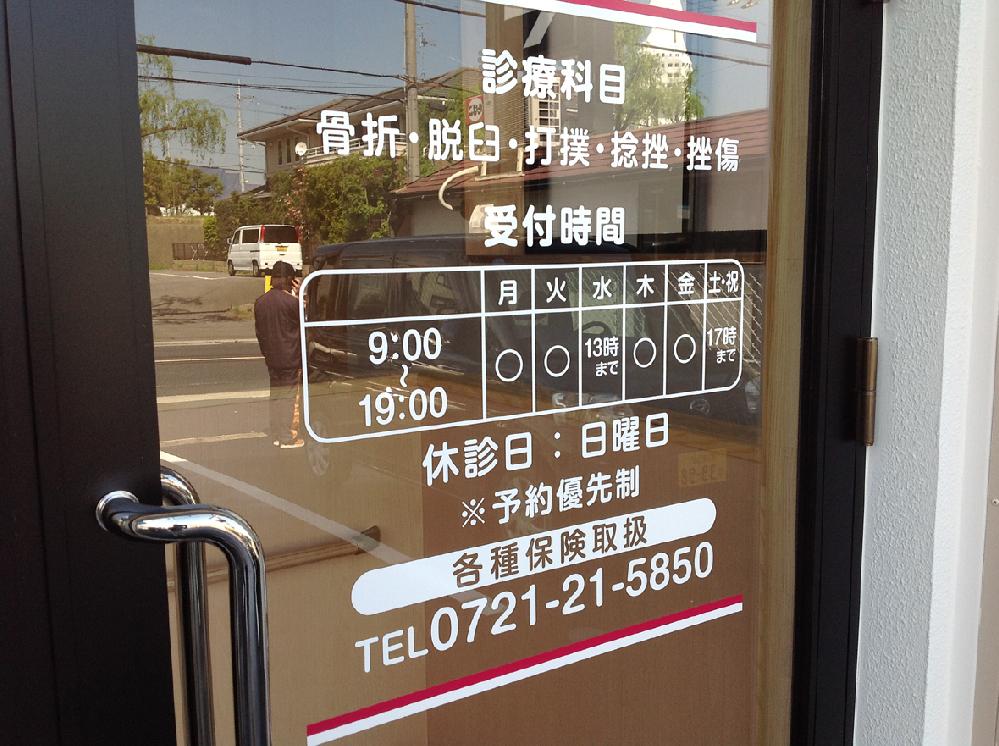 診療科目
骨折・脱臼・打撲・捻挫・挫傷
受付時間
月 火 水 木 金 土・祝
9:00 〜 19:00 ○ ○ 13時まで ○ ○ 17時まで
休診日：日曜日
※予約優先制
各種保険取扱
TEL0721-21-5850